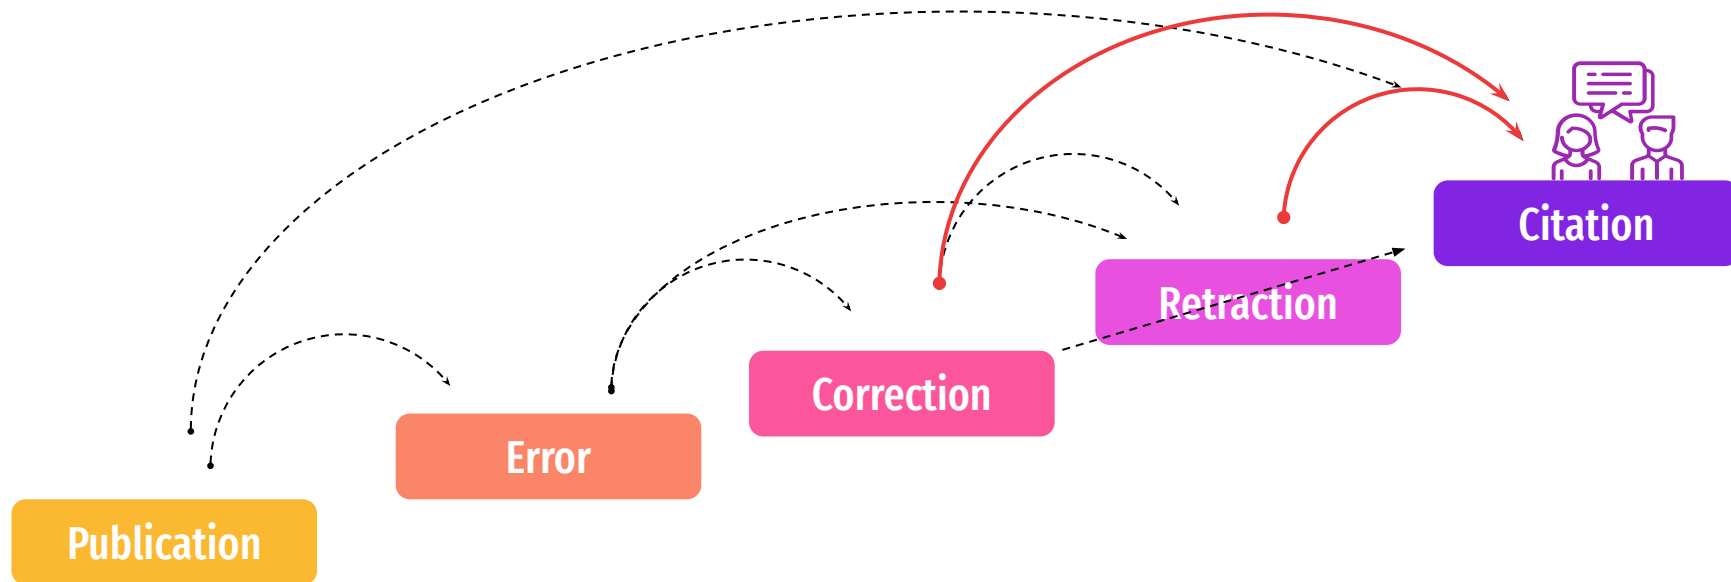 Publication
Error
Correction
Retraction
Citation